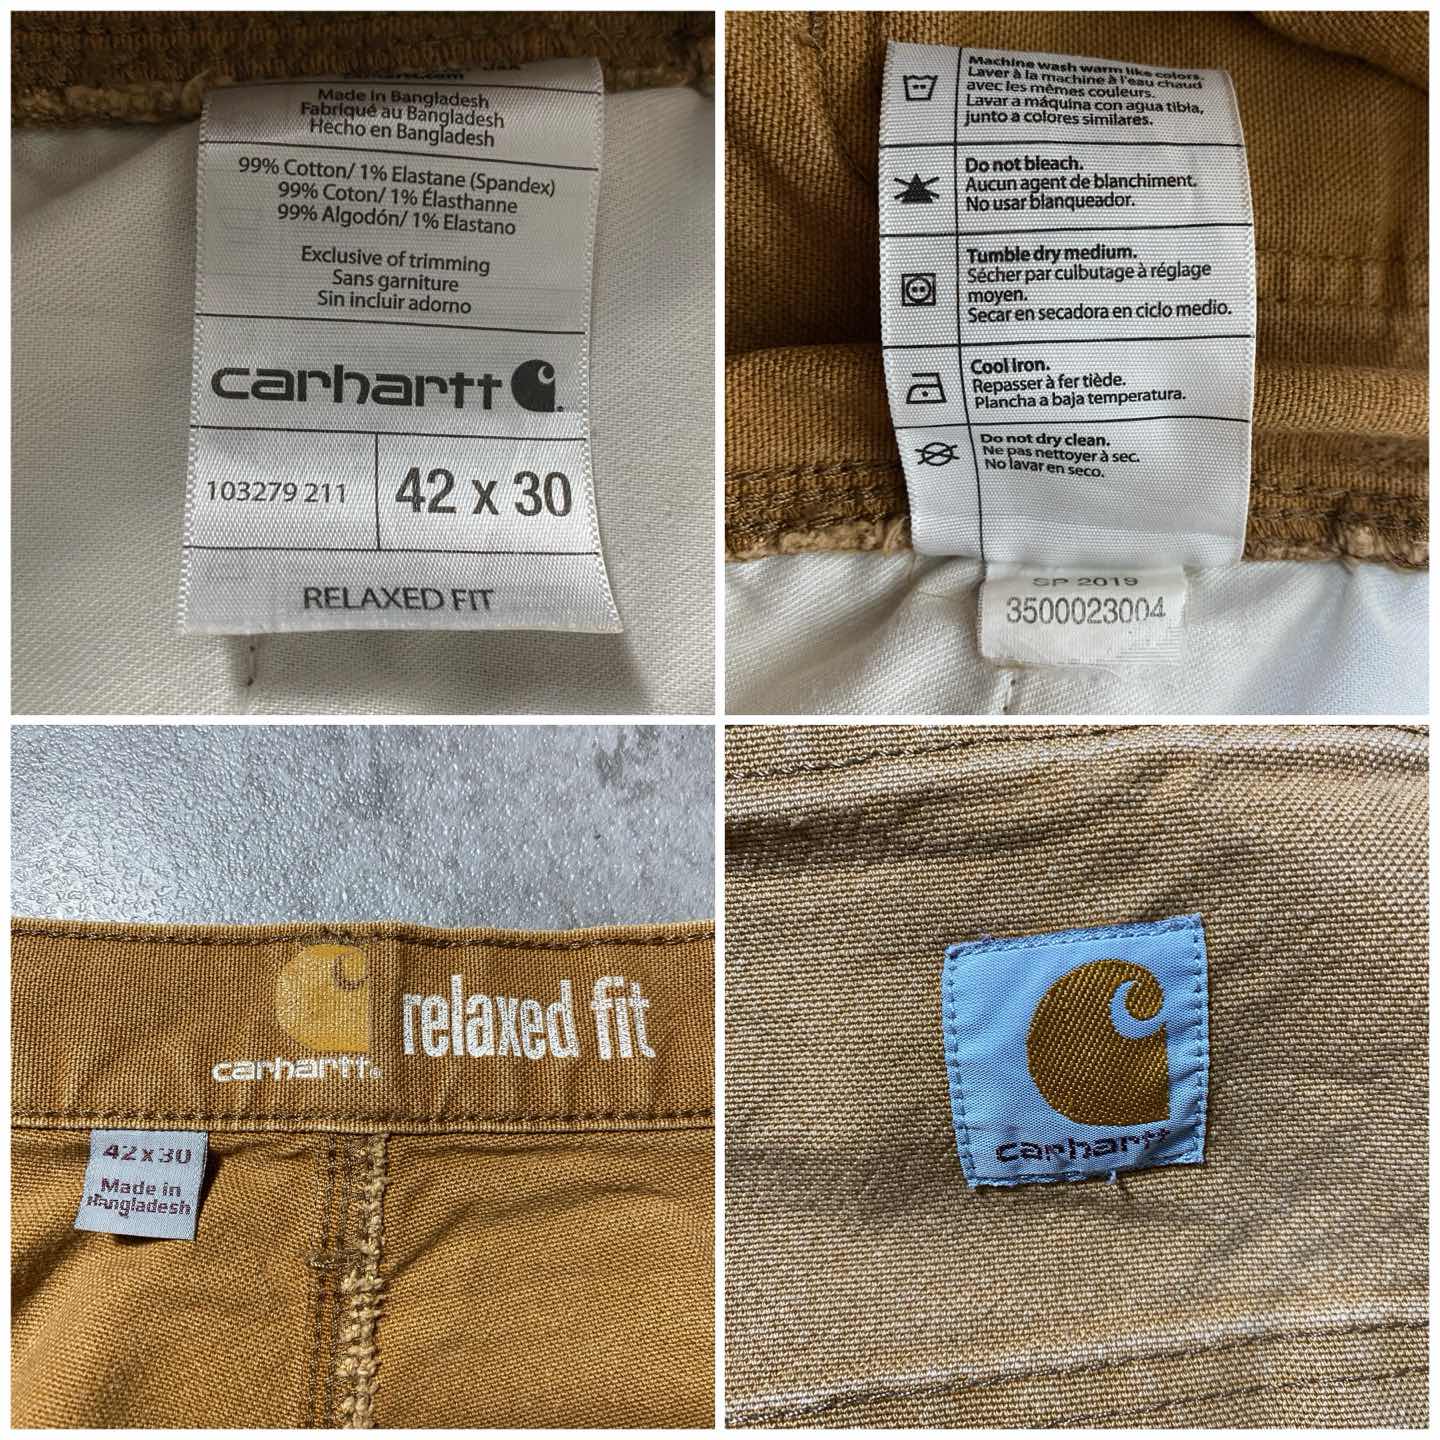 Made in Bangladesh
Fabriqué au Bangladesh
Hecho en Bangladesh
99% Cotton/ 1% Elastane (Spandex)
99% Coton/ 1% Élasthanne
99% Algodón/ 1% Elastano
Exclusive of trimming
Sans garniture
Sin incluir adorno
carhartt
103279 211
42 x 30
RELAXED FIT
Machine wash warm like colors.
Laver à la machine à l'eau chaud
avec les mêmes couleurs.
Lavar a máquina con agua tibia,
junto a colores similares.
Do not bleach.
Aucun agent de blanchiment.
No usar blanqueador.
Tumble dry medium.
Sécher par culbutage à réglage
moyen.
Secar en secadora en ciclo medio.
Cool Iron.
Repasser à fer tiède.
Plancha a baja temperatura.
Do not dry clean.
Ne pas nettoyer à sec.
No lavar en seco.
SP 2019
3500023004
carhartt®
relaxed fit
42x30
Made in
Bangladesh
carhartt